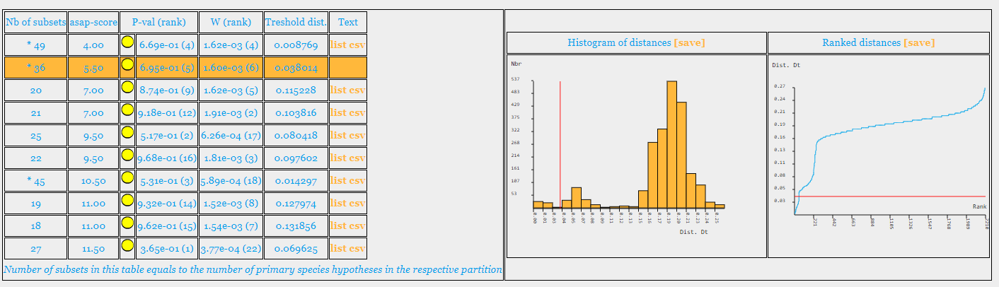 Nb of subsets asap-score P-val (rank) W (rank) Treshold dist. Text
* 49 4.00 6.69e-01 (4) 1.62e-03 (4) 0.008769 list csv
* 36 5.50 6.95e-01 (5) 1.60e-03 (6) 0.038014
20 7.00 8.74e-01 (9) 1.62e-03 (5) 0.115228 list csv
21 7.00 9.18e-01 (12) 1.91e-03 (2) 0.103816 list csv
25 9.50 5.17e-01 (2) 6.26e-04 (17) 0.080418 list csv
22 9.50 9.68e-01 (16) 1.81e-03 (3) 0.097602 list csv
* 45 10.50 5.31e-01 (3) 5.89e-04 (18) 0.014297 list csv
19 11.00 9.32e-01 (14) 1.52e-03 (8) 0.127974 list csv
18 11.00 9.62e-01 (15) 1.54e-03 (7) 0.131856 list csv
27 11.50 3.65e-01 (1) 3.77e-04 (22) 0.069625 list csv
Number of subsets in this table equals to the number of primary species hypotheses in the respective partition
Histogram of distances [save]
Nbr
537
483
429
375
322
268
214
161
107
53
0.00 0.01 0.03 0.04 0.05 0.07 0.08 0.09 0.11 0.12 0.13 0.15 0.16 0.17 0.19 0.20 0.21 0.23 0.24 0.25
Dist. Dt
Ranked distances [save]
Dist. Dt
0.27
0.24
0.21
0.19
0.16
0.13
0.11
0.08
0.05
0.03
Rank
221 442 663 884 1105 1326 1547 1768 1989 2210